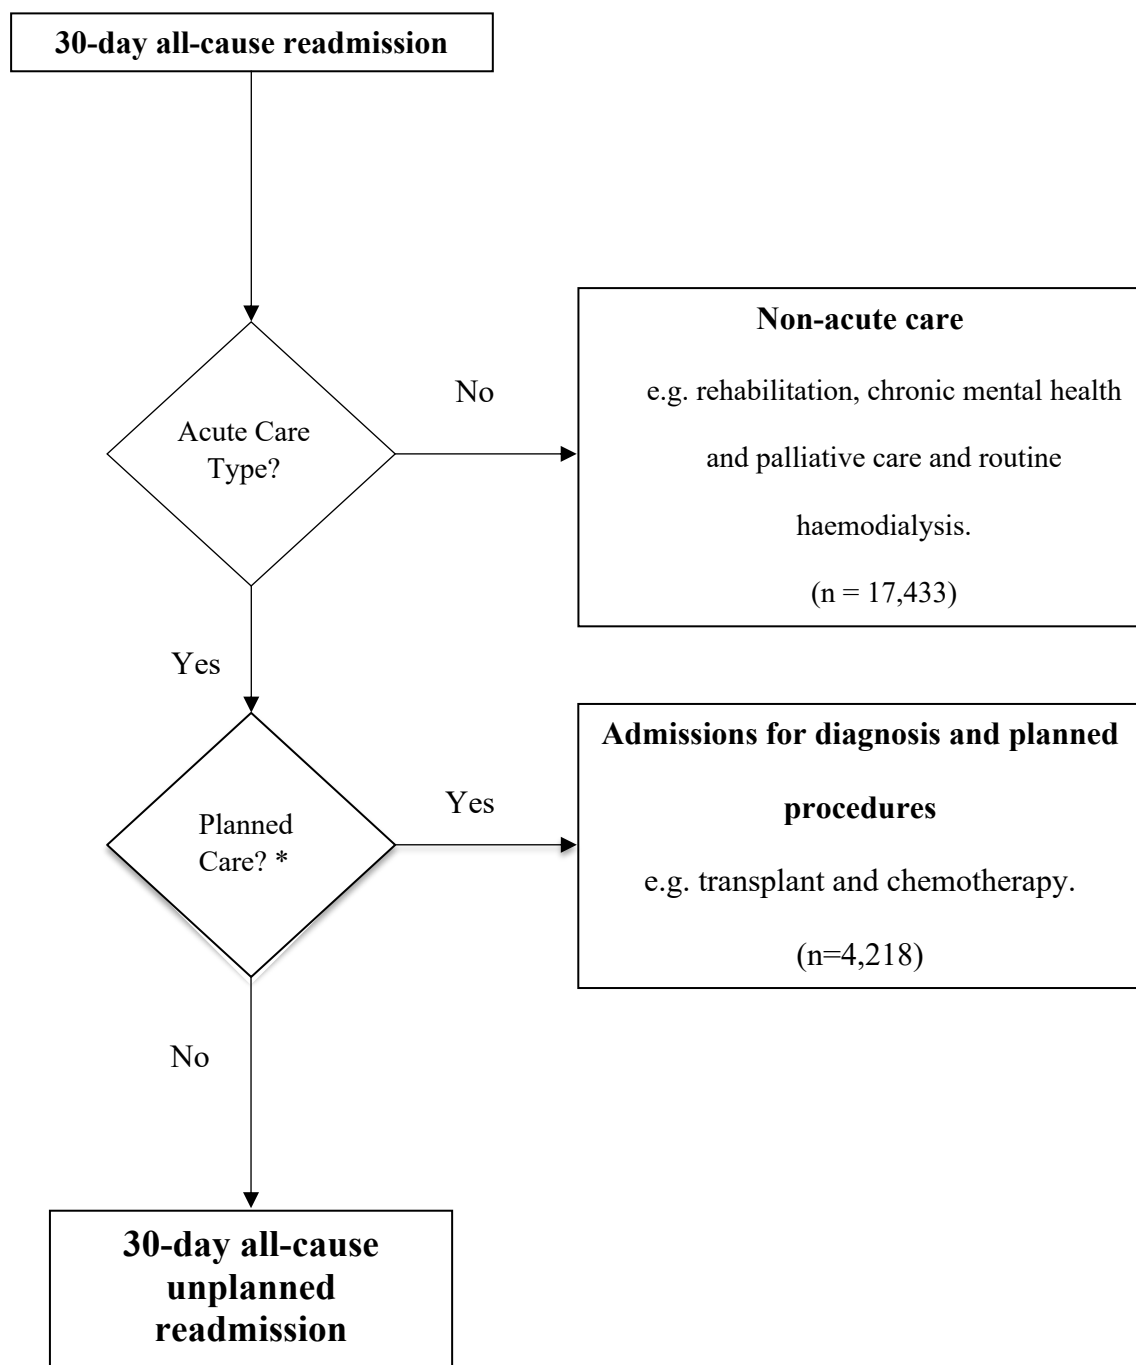 30-day all-cause readmission
Acute Care
Type?
No
Non-acute care
e.g. rehabilitation, chronic mental health
and palliative care and routine
haemodialysis.
(n = 17,433)
Yes
Planned
Care? *
Yes
Admissions for diagnosis and planned
procedures
e.g. transplant and chemotherapy.
(n=4,218)
No
30-day all-cause
unplanned
readmission